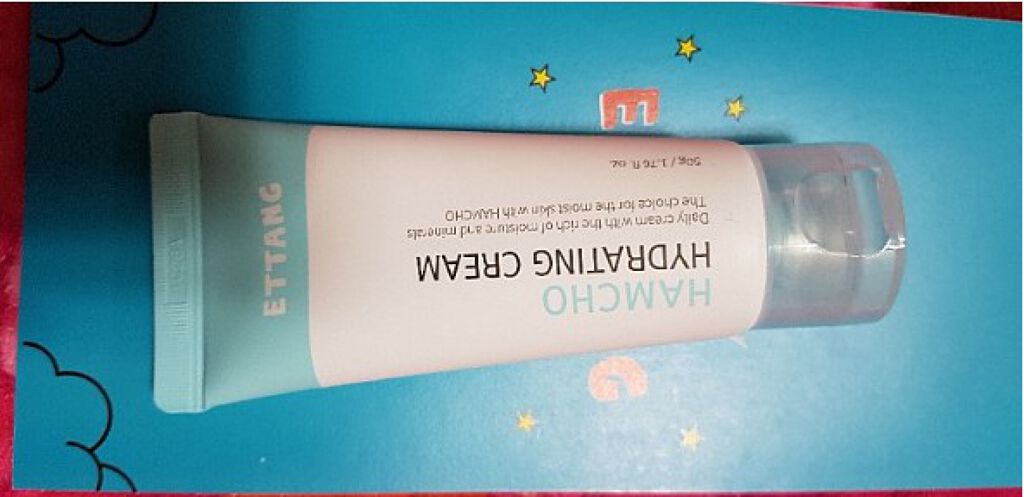 ETTANG
HAMCHO
HYDRATING CREAM
Daily cream with the rich of moisture and minerals
The choice for the moist skin with HAMCHO
50g / 1.76 fl. oz.
E
G